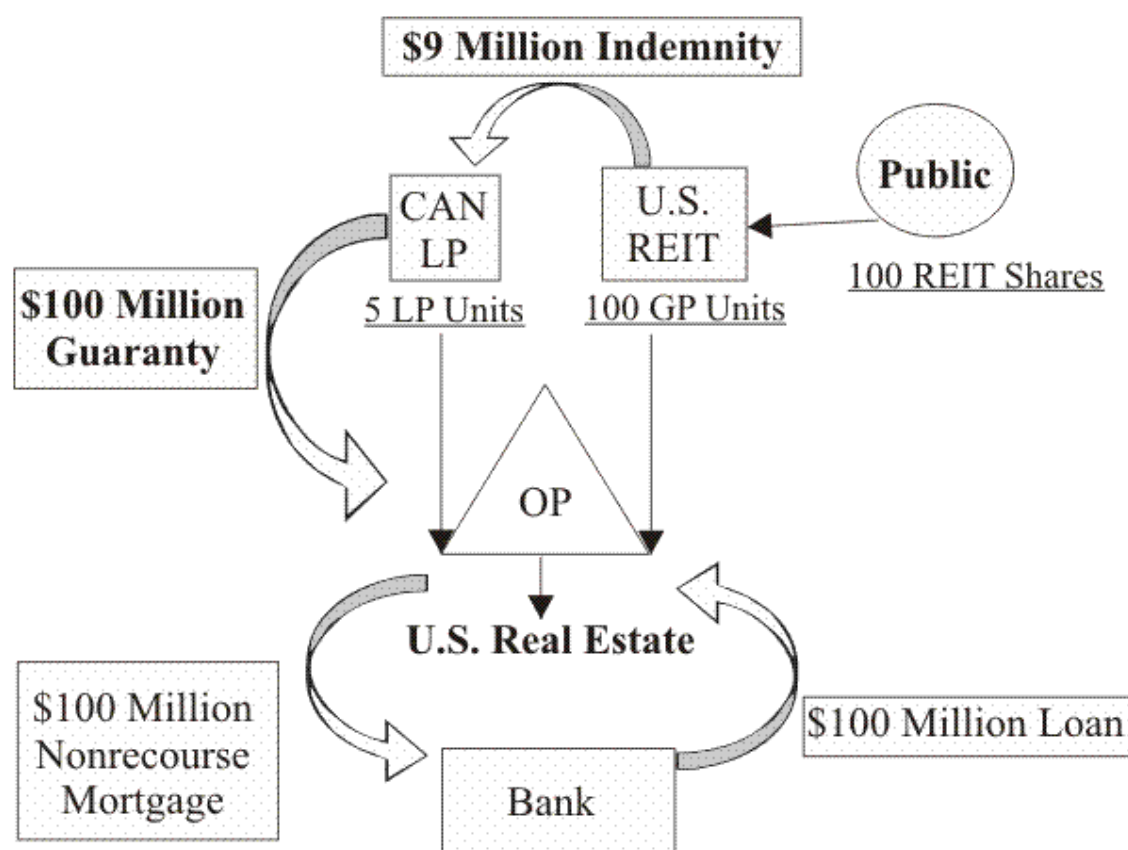 $9 Million Indemnity
CAN
LP
U.S.
REIT
Public
100 REIT Shares
5 LP Units
100 GP Units
$100 Million
Guaranty
OP
U.S. Real Estate
$100 Million
Nonrecourse
Mortgage
$100 Million Loan
Bank